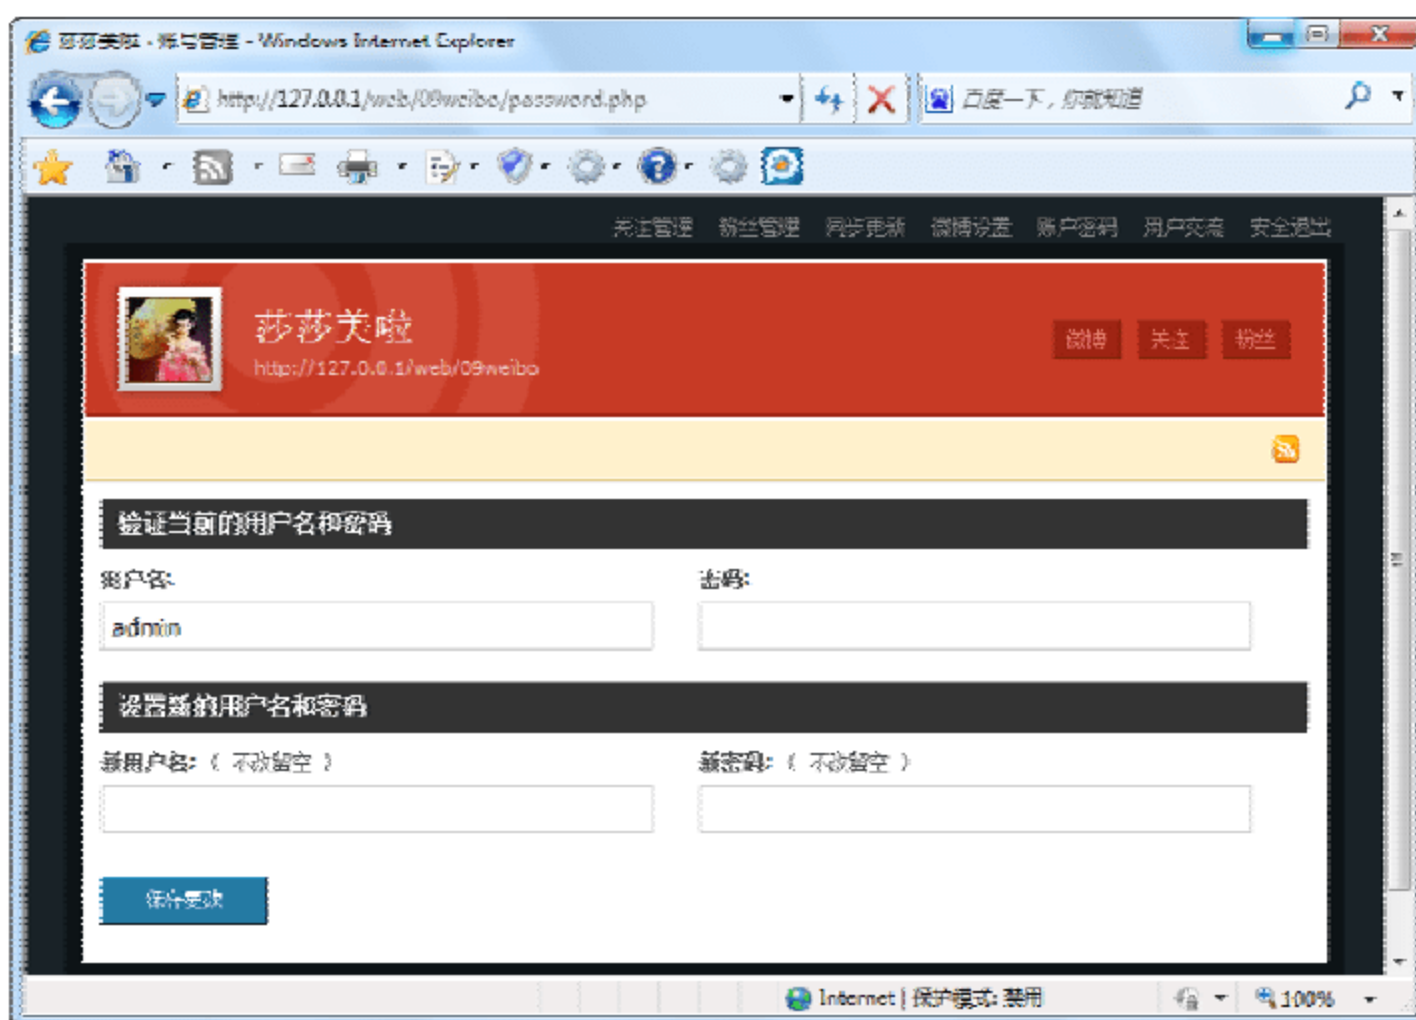 莎莎美啦 - 账号管理 - Windows Internet Explorer
http://127.0.0.1/web/09weibo/password.php
百度一下，你就知道
关注管理 粉丝管理 同步更新 微博设置 账户密码 用户交流 安全退出
莎莎美啦
http://127.0.0.1/web/09weibo
微博 关注 粉丝
验证当前的用户名和密码
用户名: 密码:
admin
设置新的用户名和密码
新用户名:（ 不改留空 ） 新密码:（ 不改留空 ）
保存更改
Internet | 保护模式: 禁用 100%